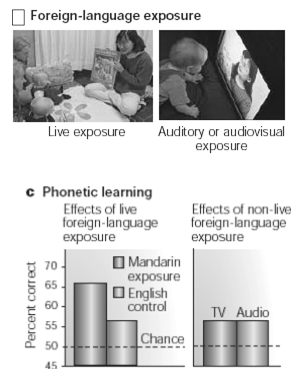 Foreign-language exposure
Live exposure
Auditory or audiovisual
exposure
c Phonetic learning
Effects of live
foreign-language
exposure
Effects of non-live
foreign-language
exposure
Percent correct
70
65
60
55
50
45
Mandarin
exposure
English
control
Chance
TV Audio